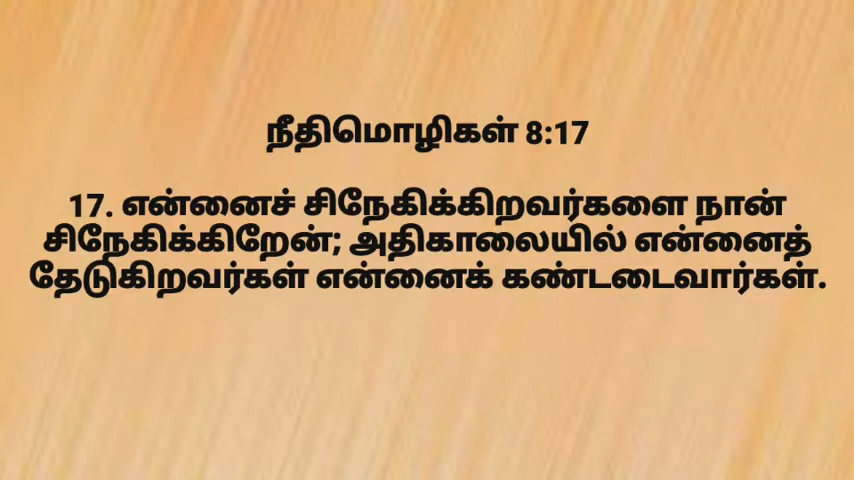 நீதிமொழிகள் 8:17
17. என்னைச் சிநேகிக்கிறவர்களை நான்
சிநேகிக்கிறேன்; அதிகாலையில் என்னைத்
தேடுகிறவர்கள் என்னைக் கண்டடைவார்கள்.